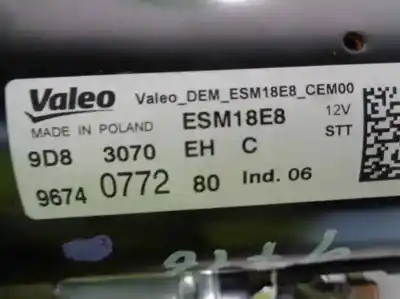 Valeo Valeo_DEM_ESM18E8_CEM00
MADE IN POLAND ESM18E8 12V
STT
9D8 3070 EH C
9674 0772 80 Ind. 06